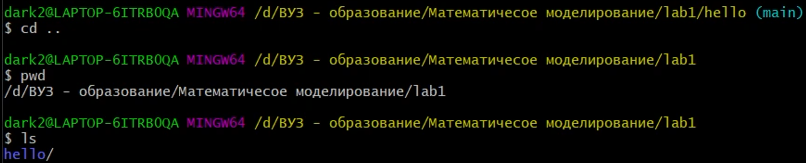 dark2@LAPTOP-6ITRB0QA MINGW64 /d/ВУЗ - образование/Математичесое моделирование/lab1/hello (main)
$ cd ..
dark2@LAPTOP-6ITRB0QA MINGW64 /d/ВУЗ - образование/Математичесое моделирование/lab1
$ pwd
/d/ВУЗ - образование/Математичесое моделирование/lab1
dark2@LAPTOP-6ITRB0QA MINGW64 /d/ВУЗ - образование/Математичесое моделирование/lab1
$ ls
hello/